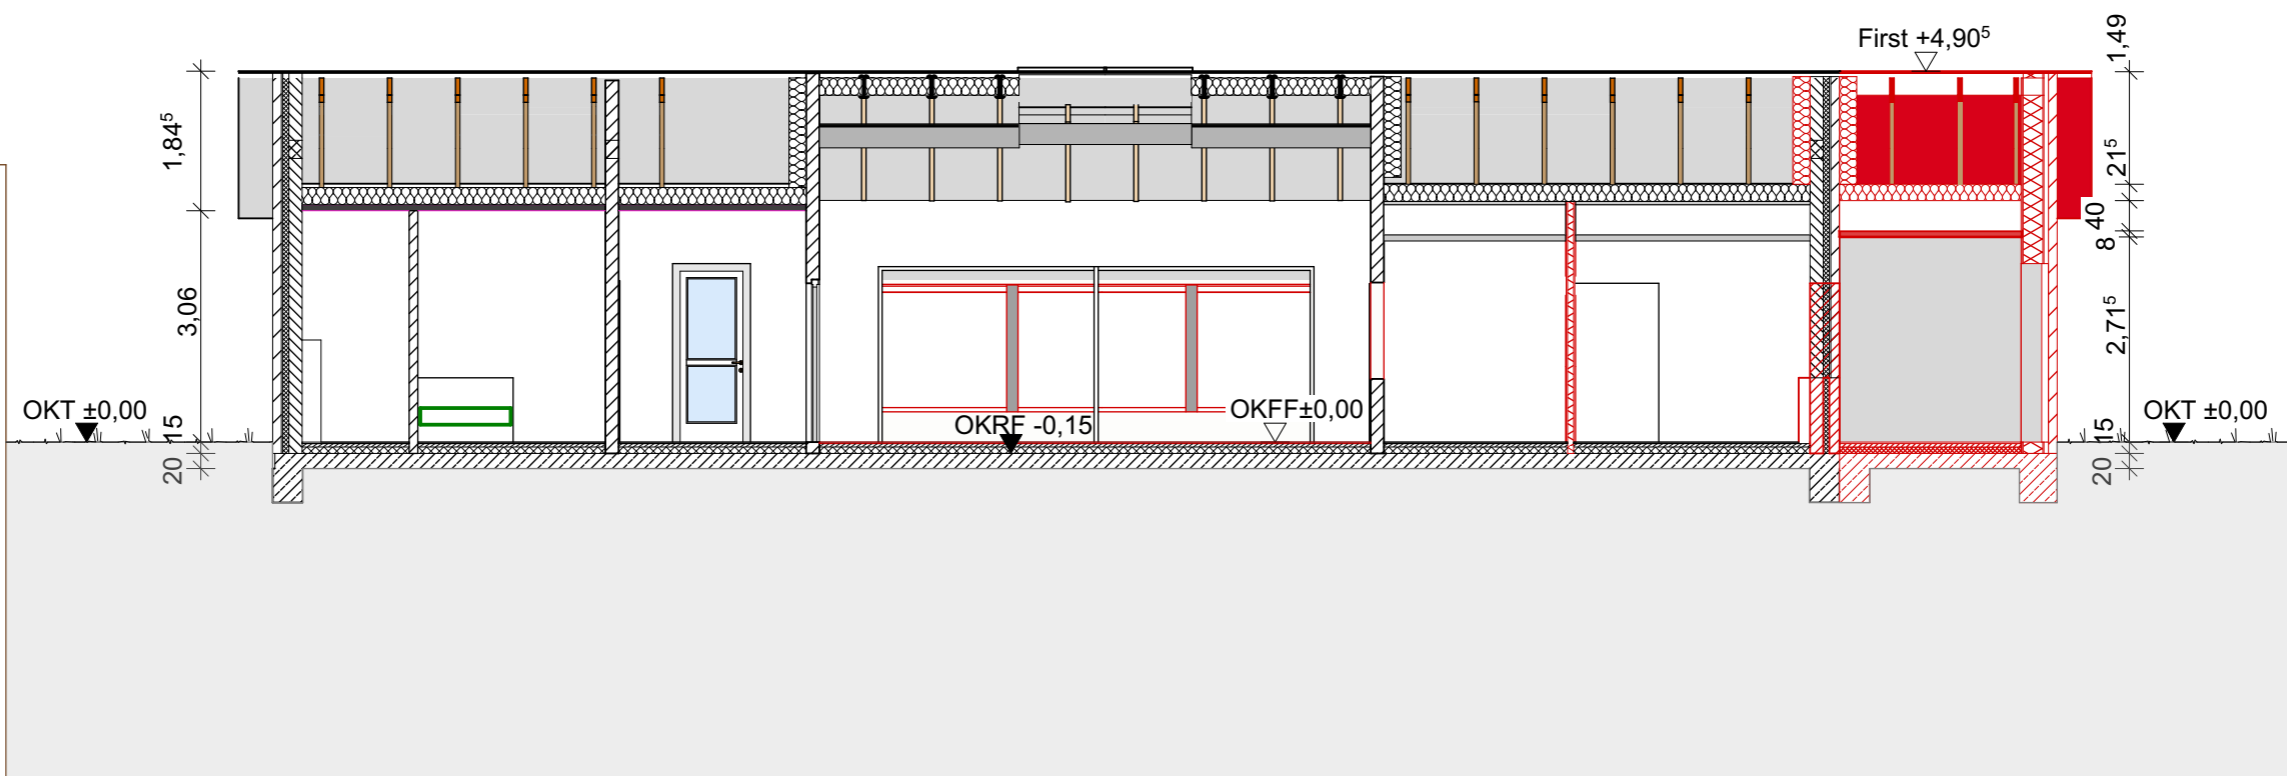 First +4,90⁵
1,49
1,84⁵
21⁵
40
8
3,06
2,71⁵
OKT ±0,00
15
20
OKRF -0,15
OKFF±0,00
OKT ±0,00
15
20